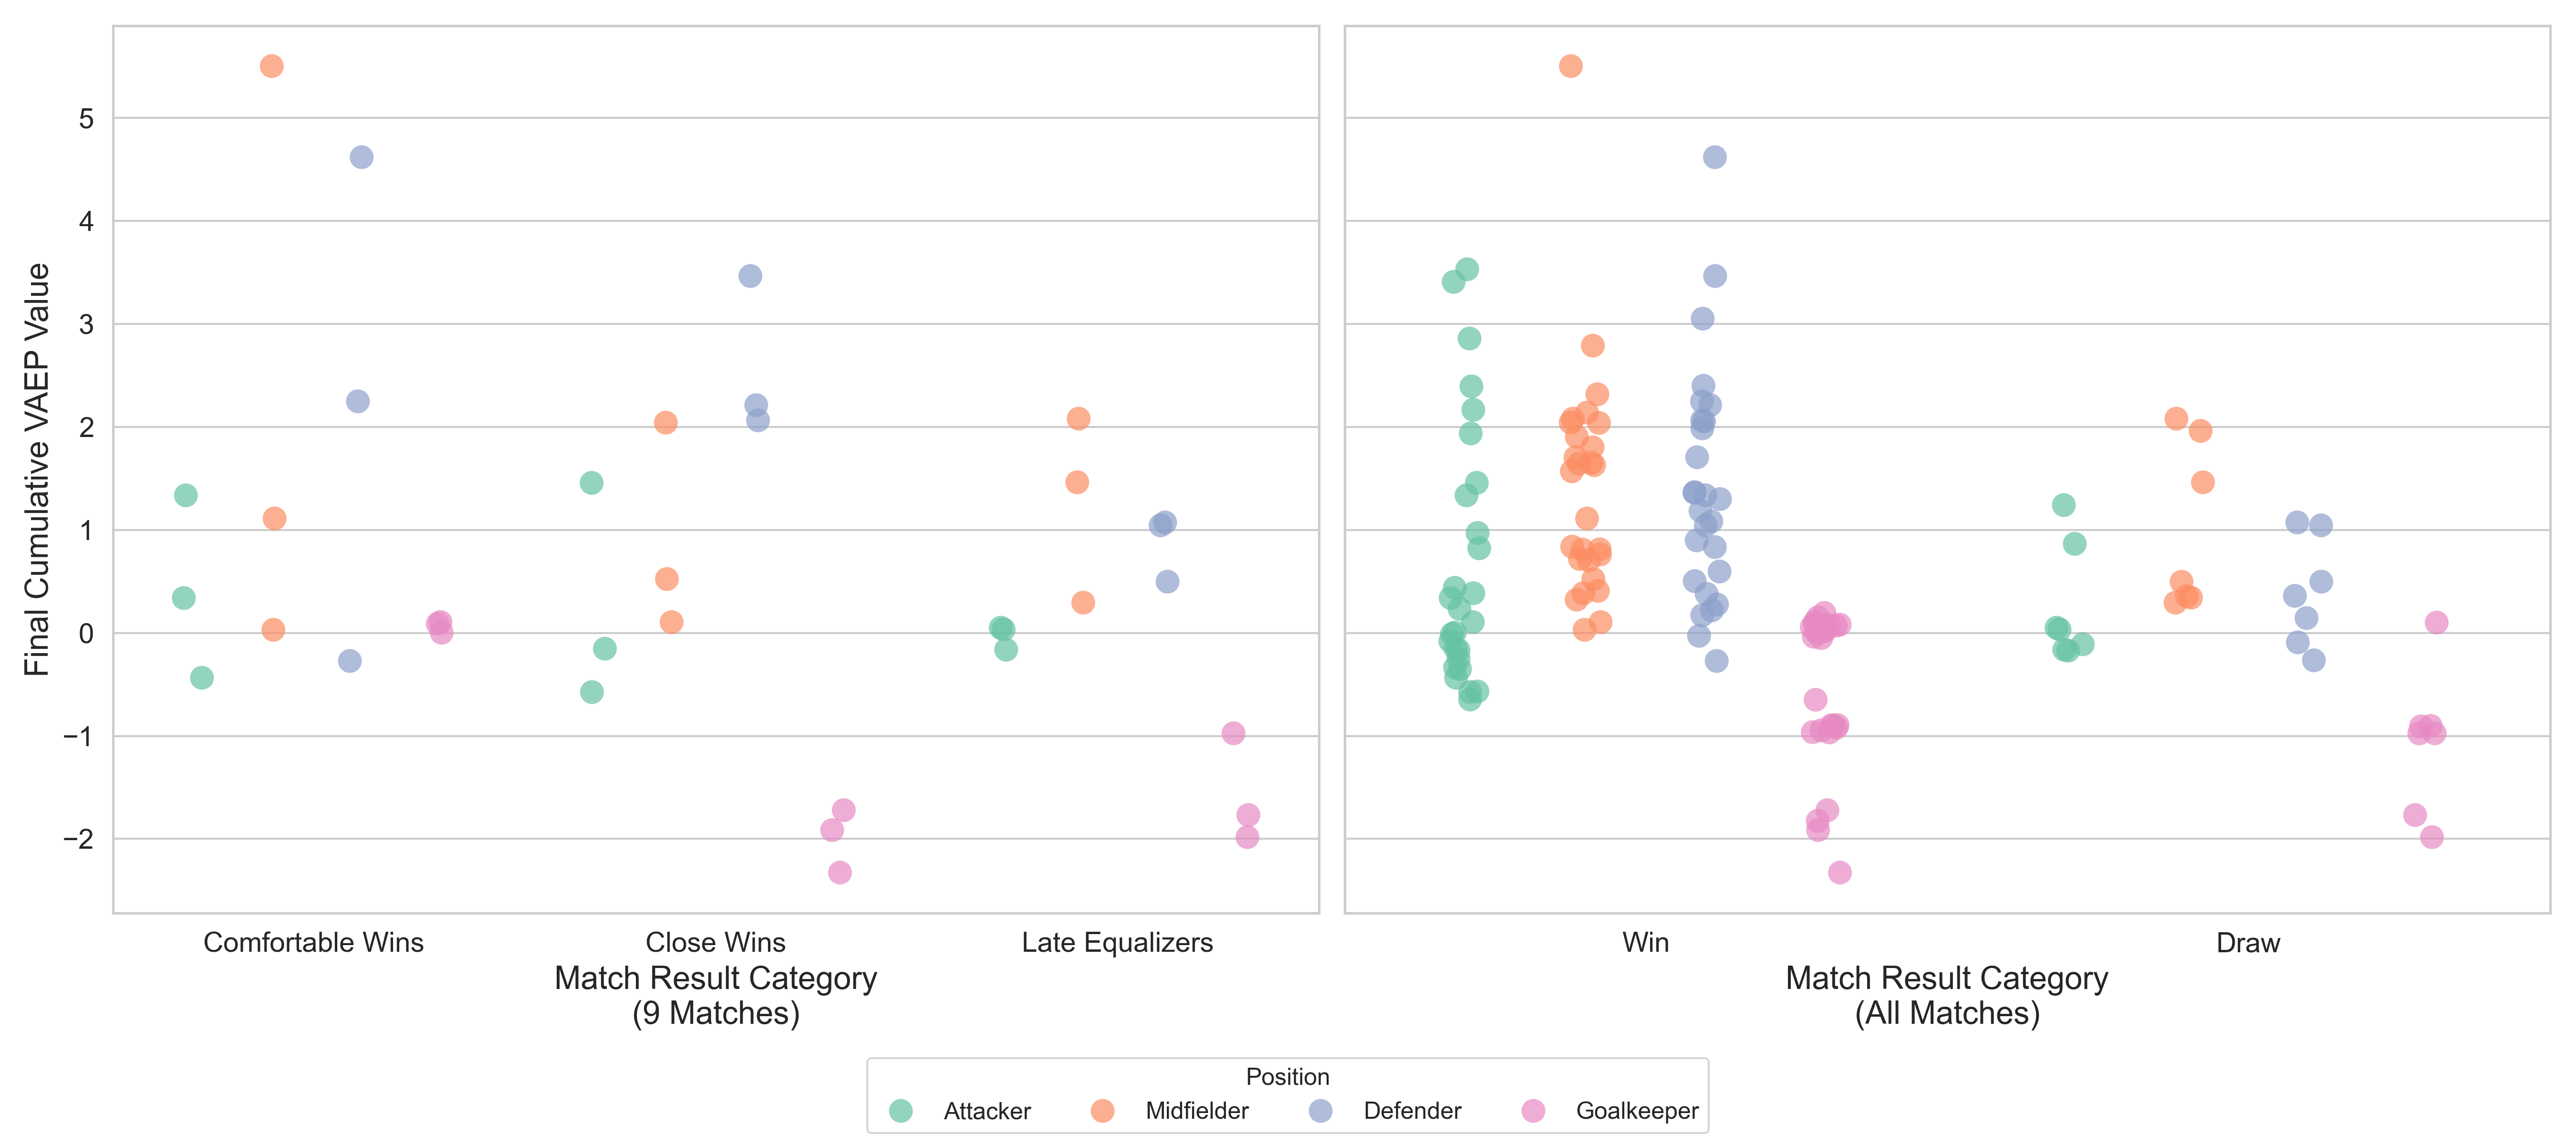 Final Cumulative VAEP Value
5
4
3
2
1
0
−1
−2
Comfortable Wins
Close Wins
Late Equalizers
Match Result Category
(9 Matches)
Win
Draw
Match Result Category
(All Matches)
Position
Attacker
Midfielder
Defender
Goalkeeper